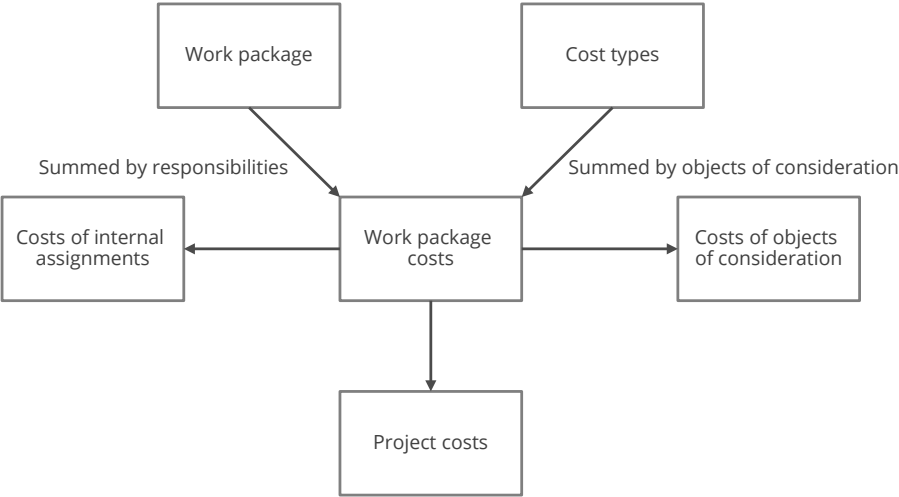 Work package
Cost types
Summed by responsibilities
Summed by objects of consideration
Costs of internal
assignments
Work package
costs
Costs of objects
of consideration
Project costs